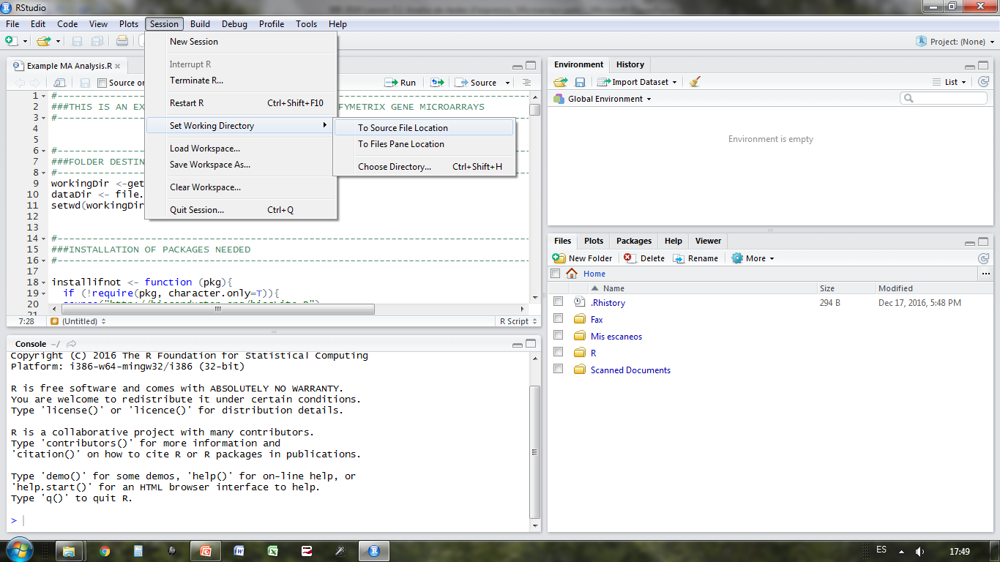 RStudio
File Edit Code View Plots Session Build Debug Profile Tools Help
Project: (None)
New Session
Interrupt R
Terminate R...
Restart R Ctrl+Shift+F10
Set Working Directory
Load Workspace...
Save Workspace As...
Clear Workspace...
Quit Session... Ctrl+Q
To Source File Location
To Files Pane Location
Choose Directory... Ctrl+Shift+H
Example MA Analysis.R
Source on
Run
Source
1 #---
2 ###THIS IS AN EX FYMETRIX GENE MICROARRAYS
3 #---
4
5
6 #---
7 ###FOLDER DESTIN
8 #---
9 workingDir <-get
10 dataDir <- file.
11 setwd(workingDir
12
13
14 #---
15 ###INSTALLATION OF PACKAGES NEEDED
16 #---
17
18 installifnot <- function (pkg){
19 if (!require(pkg, character.only=T)){
20
21
7:28 # (Untitled) R Script
Console ~/
Copyright (C) 2016 The R Foundation for Statistical Computing
Platform: i386-w64-mingw32/i386 (32-bit)
R is free software and comes with ABSOLUTELY NO WARRANTY.
You are welcome to redistribute it under certain conditions.
Type 'license()' or 'licence()' for distribution details.
R is a collaborative project with many contributors.
Type 'contributors()' for more information and
'citation()' on how to cite R or R packages in publications.
Type 'demo()' for some demos, 'help()' for on-line help, or
'help.start()' for an HTML browser interface to help.
Type 'q()' to quit R.
>
Environment History
Import Dataset List
Global Environment
Environment is empty
Files Plots Packages Help Viewer
New Folder Delete Rename More
Home ...
Name Size Modified
.Rhistory 294 B Dec 17, 2016, 5:48 PM
Fax
Mis escaneos
R
Scanned Documents
ES 17:49